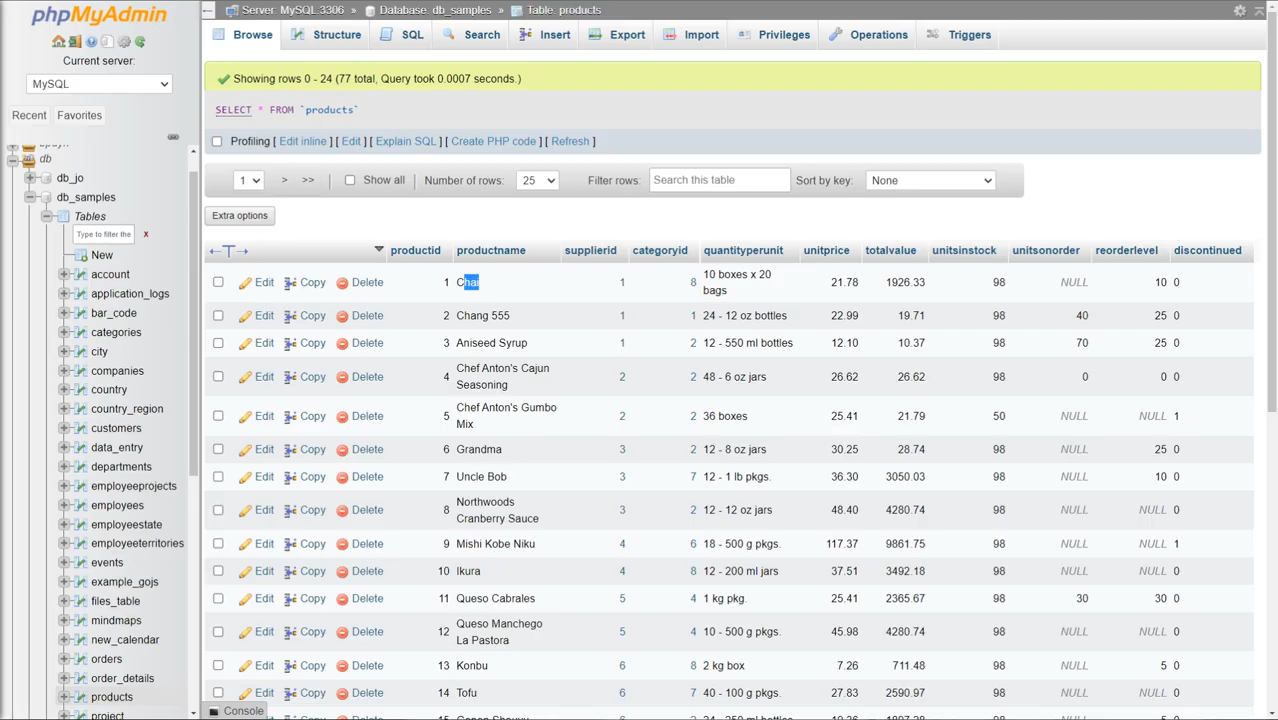 phpMyAdmin
Current server:
MySQL
Recent Favorites
db
db_jo
db_samples
Tables
Type to filter the X
New
account
application_logs
bar_code
categories
city
companies
country
country_region
customers
data_entry
departments
employeeprojects
employees
employeestate
employeeterritories
events
example_gojs
files_table
mindmaps
new_calendar
orders
order_details
products
project
Server: MySQL:3306 » Database: db_samples » Table: products
Browse Structure SQL Search Insert Export Import Privileges Operations Triggers
Showing rows 0 - 24 (77 total, Query took 0.0007 seconds.)
SELECT * FROM `products`
Profiling [ Edit inline ] [ Edit ] [ Explain SQL ] [ Create PHP code ] [ Refresh ]
1 > >> Show all Number of rows: 25 Filter rows: Search this table Sort by key: None
Extra options
productid productname supplierid categoryid quantityperunit unitprice totalvalue unitsinstock unitsonorder reorderlevel discontinued
Edit Copy Delete 1 Chai 1 8 10 boxes x 20 bags 21.78 1926.33 98 NULL 10 0
Edit Copy Delete 2 Chang 555 1 1 24 - 12 oz bottles 22.99 19.71 98 40 25 0
Edit Copy Delete 3 Aniseed Syrup 1 2 12 - 550 ml bottles 12.10 10.37 98 70 25 0
Edit Copy Delete 4 Chef Anton's Cajun Seasoning 2 2 48 - 6 oz jars 26.62 26.62 98 0 0 0
Edit Copy Delete 5 Chef Anton's Gumbo Mix 2 2 36 boxes 25.41 21.79 50 NULL NULL 1
Edit Copy Delete 6 Grandma 3 2 12 - 8 oz jars 30.25 28.74 98 NULL 25 0
Edit Copy Delete 7 Uncle Bob 3 7 12 - 1 lb pkgs. 36.30 3050.03 98 NULL 10 0
Edit Copy Delete 8 Northwoods Cranberry Sauce 3 2 12 - 12 oz jars 48.40 4280.74 98 NULL NULL 0
Edit Copy Delete 9 Mishi Kobe Niku 4 6 18 - 500 g pkgs. 117.37 9861.75 98 NULL NULL 1
Edit Copy Delete 10 Ikura 4 8 12 - 200 ml jars 37.51 3492.18 98 NULL NULL 0
Edit Copy Delete 11 Queso Cabrales 5 4 1 kg pkg. 25.41 2365.67 98 30 30 0
Edit Copy Delete 12 Queso Manchego La Pastora 5 4 10 - 500 g pkgs. 45.98 4280.74 98 NULL NULL 0
Edit Copy Delete 13 Konbu 6 8 2 kg box 7.26 711.48 98 NULL 5 0
Edit Copy Delete 14 Tofu 6 7 40 - 100 g pkgs. 27.83 2590.97 98 NULL NULL 0
Console